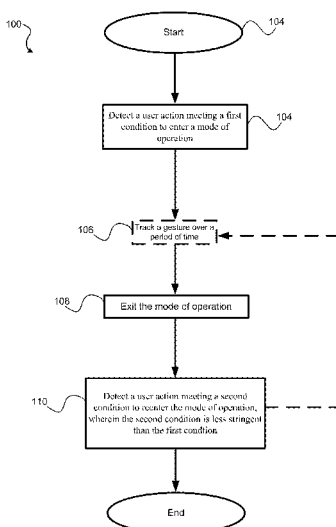 100
Start
104
Detect a user action meeting a first
condition to enter a mode of
operation
104
106
Track a gesture over a
period of time
108
Exit the mode of operation
110
Detect a user action meeting a second
condition to reenter the mode of operation,
wherein the second condition is less stringent
than the first condition
End